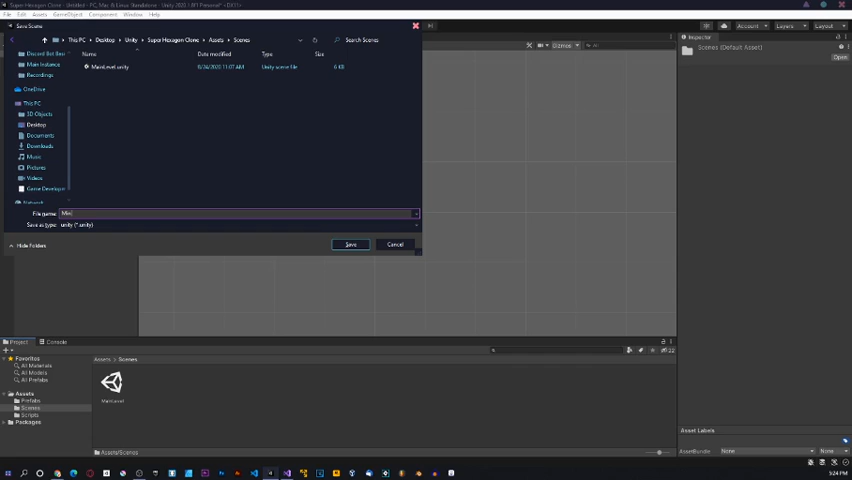 Super Hexagon Clone - Untitled - PC, Mac & Linux Standalone - Unity 2020.1.0f1 Personal* <DX11>
File Edit Assets GameObject Component Window Help
Account Layers Layout
Save Scene
This PC Desktop Unity Super Hexagon Clone Assets Scenes Search Scenes
Name Date modified Type Size
MainLevel.unity 8/24/2020 11:07 AM Unity scene file 6 KB
Main Instance
Recordings
OneDrive
This PC
3D Objects
Desktop
Documents
Downloads
Music
Pictures
Videos
Game Developm
Network
File name:
Save as type: unity (*.unity)
Hide Folders Save Cancel
Gizmos All
Inspector
Scenes (Default Asset)
Open
Project Console
Favorites
All Materials
All Models
All Prefabs
Assets
Prefabs
Scenes
Scripts
Packages
Assets > Scenes
MainLevel
Assets/Scenes
Asset Labels
AssetBundle None None
5:24 PM